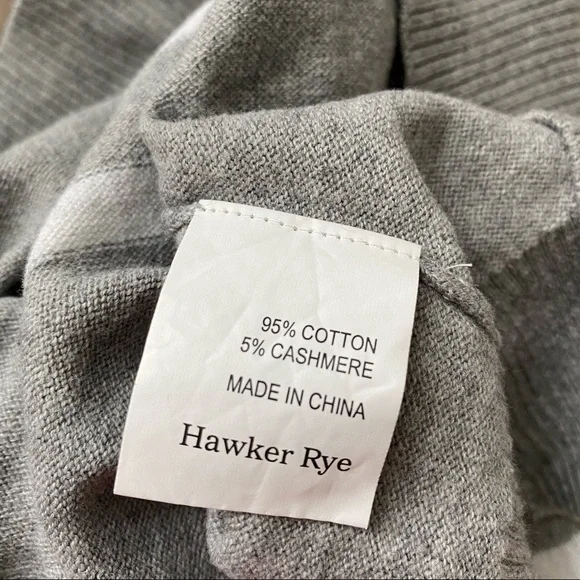 95% COTTON
5% CASHMERE
MADE IN CHINA
Hawker Rye